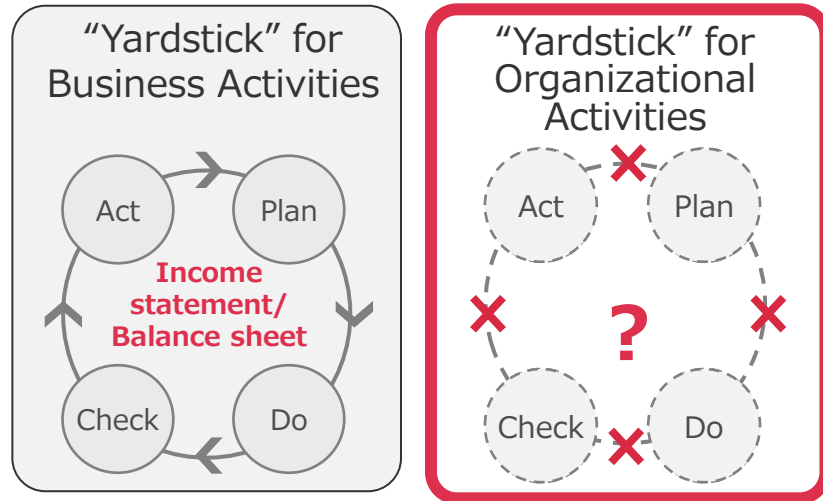 “Yardstick” for
Business Activities
Act
Plan
Income
statement/
Balance sheet
Check
Do
“Yardstick” for
Organizational
Activities
Act
Plan
?
Check
Do